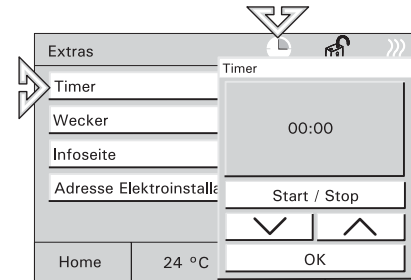 Extras
Timer
Wecker
Infoseite
Adresse Elektroinstalla
Home
24 °C
Timer
00:00
Start / Stop
OK